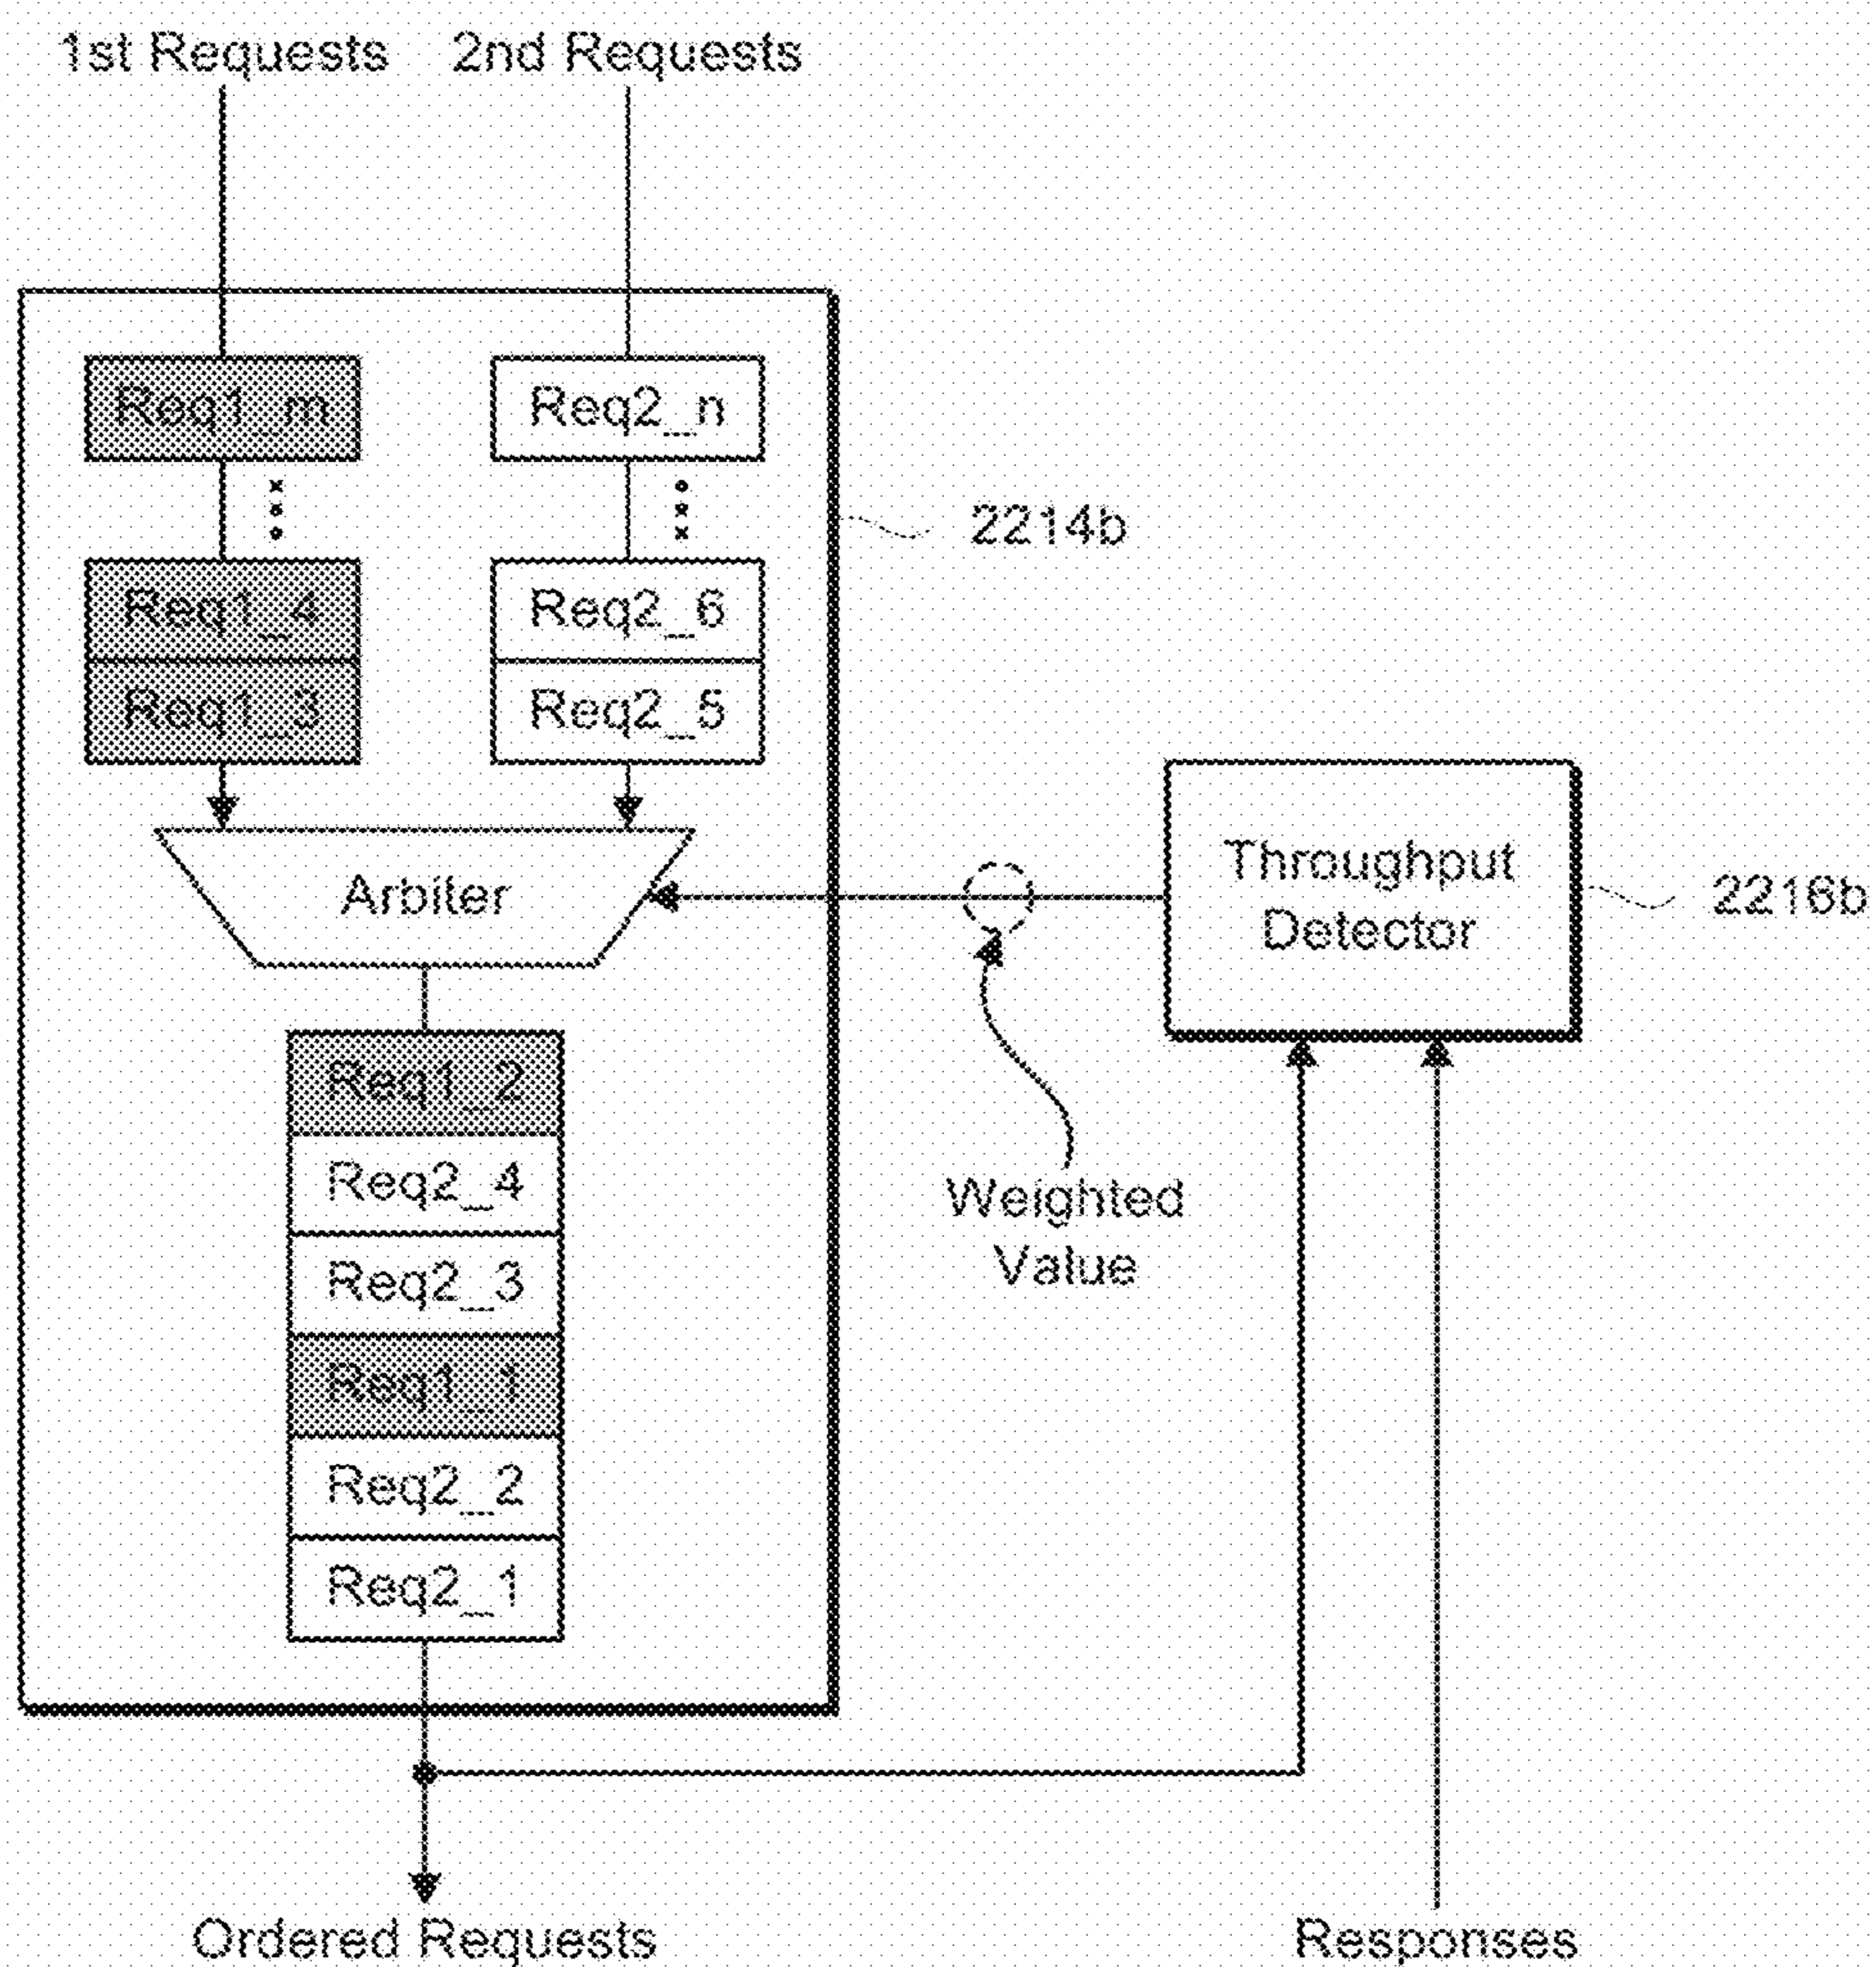 1st Requests 2nd Requests
Req1_m Req2_n
2214b
Req1_4 Req2_6
Req1_3 Req2_5
Arbiter
Throughput
Detector
2216b
Req1_2
Req2_4
Req2_3
Req1_1
Req2_2
Req2_1
Weighted
Value
Ordered Requests
Responses